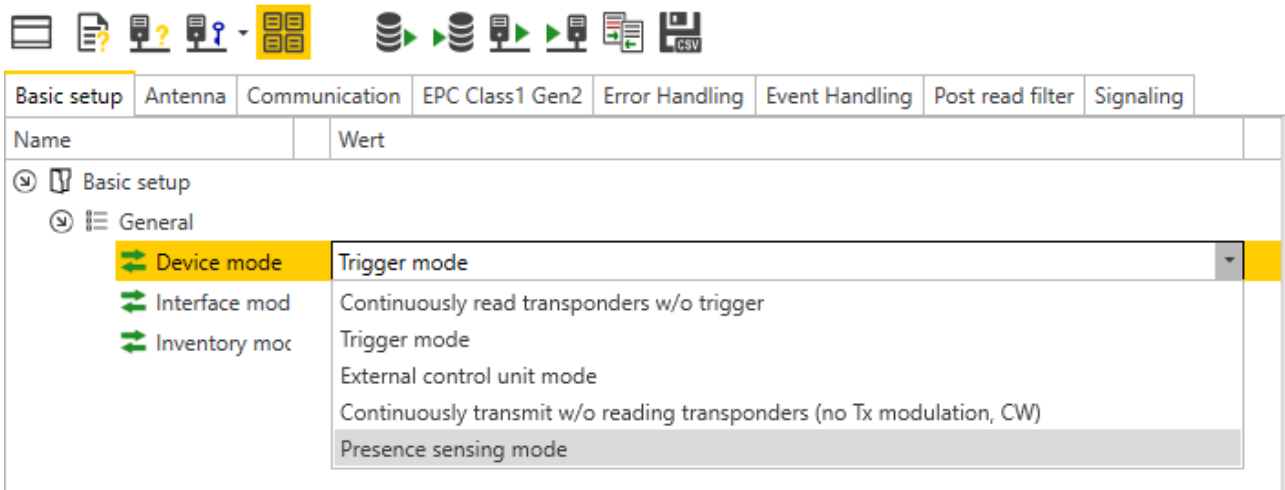 ? ? CSV
Basic setup Antenna Communication EPC Class1 Gen2 Error Handling Event Handling Post read filter Signaling
Name Wert
Basic setup
General
Device mode Trigger mode
Interface mod Continuously read transponders w/o trigger
Inventory moc Trigger mode
External control unit mode
Continuously transmit w/o reading transponders (no Tx modulation, CW)
Presence sensing mode